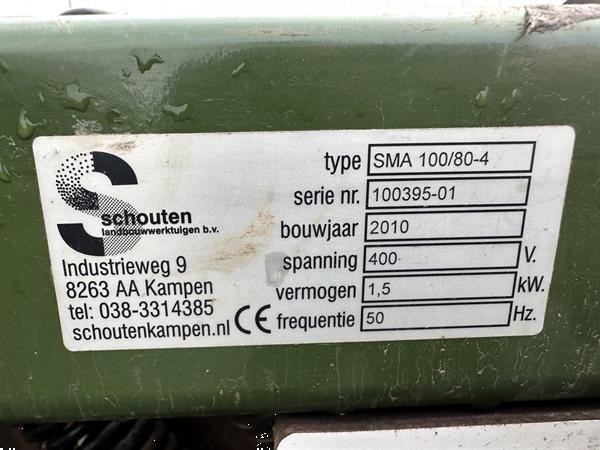 schouten
landbouwwerktuigen b.v.
Industrieweg 9
8263 AA Kampen
tel: 038-3314385
schoutenkampen.nl CE
type SMA 100/80-4
serie nr. 100395-01
bouwjaar 2010
spanning 400 V.
vermogen 1,5 kW.
frequentie 50 Hz.